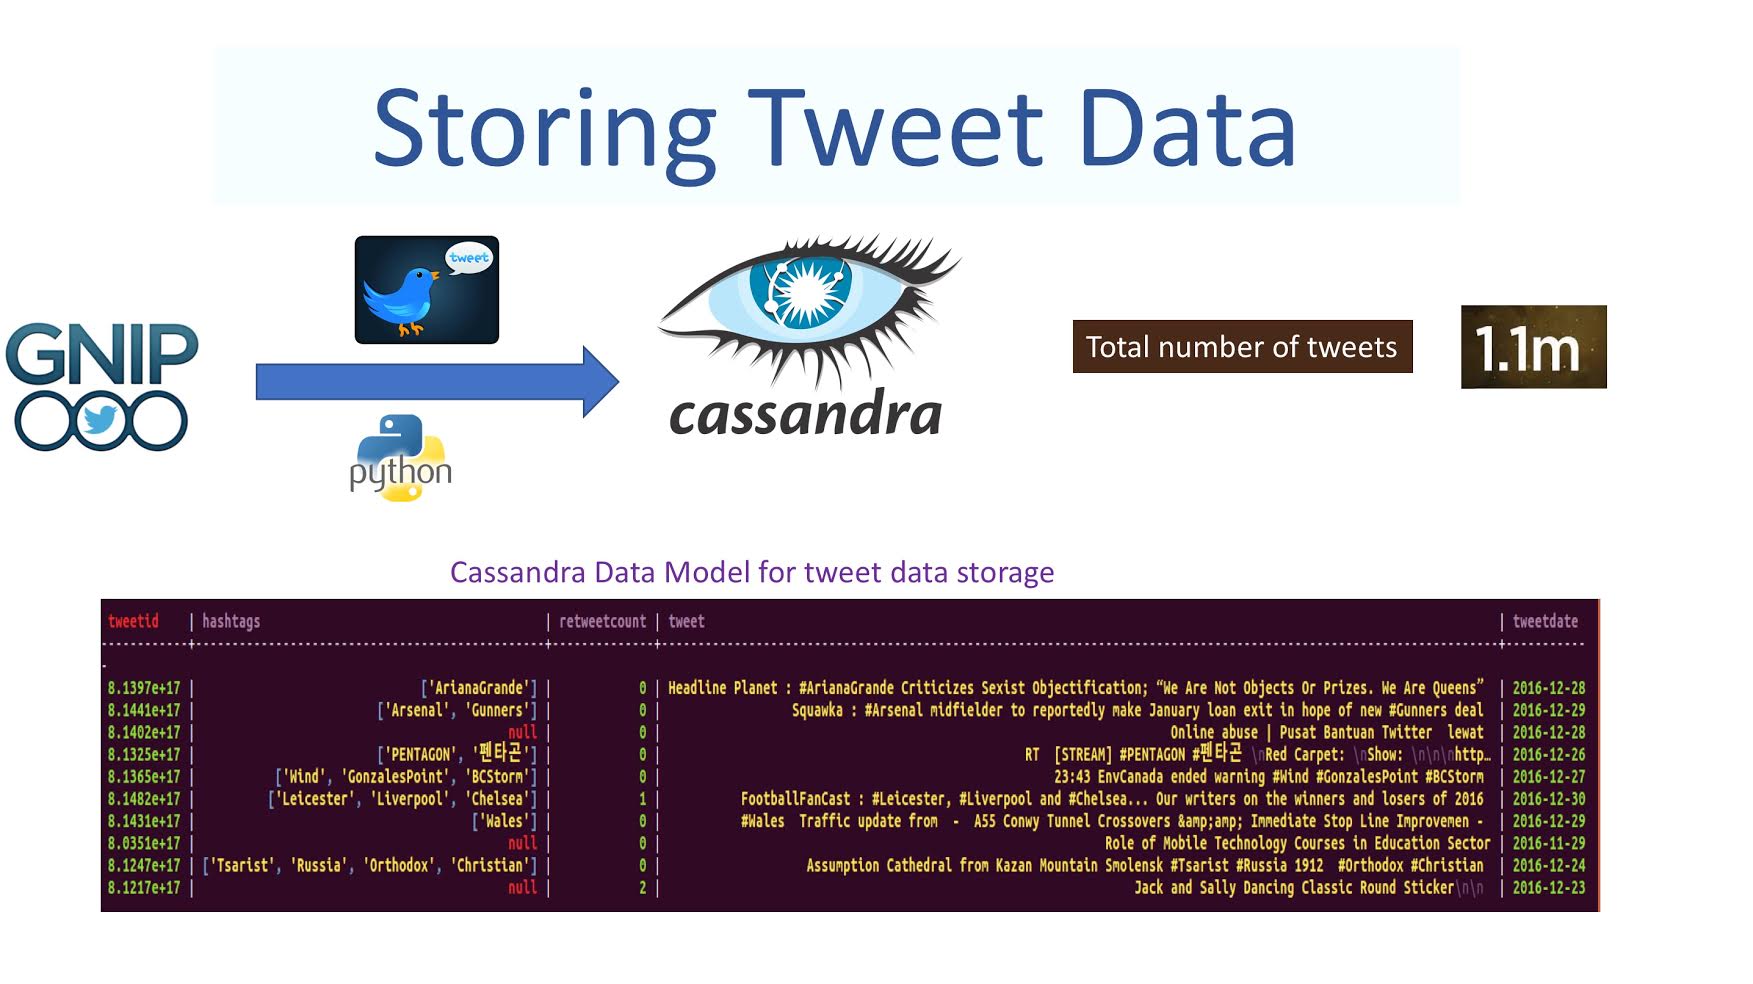 Storing Tweet Data
tweet
GNIP
python
cassandra
Total number of tweets
1.1m
Cassandra Data Model for tweet data storage
tweetid | hashtags | retweetcount | tweet | tweetdate
8.1397e+17 | ['ArianaGrande'] | 0 | Headline Planet : #ArianaGrande Criticizes Sexist Objectification; “We Are Not Objects Or Prizes. We Are Queens” | 2016-12-28
8.1441e+17 | ['Arsenal', 'Gunners'] | 0 | Squawka : #Arsenal midfielder to reportedly make January loan exit in hope of new #Gunners deal | 2016-12-29
8.1402e+17 | null | 0 | Online abuse | Pusat Bantuan Twitter lewat | 2016-12-28
8.1325e+17 | ['PENTAGON', '펜타곤'] | 0 | RT [STREAM] #PENTAGON #펜타곤 \nRed Carpet: \nShow: \n\n\nhttp… | 2016-12-26
8.1365e+17 | ['Wind', 'GonzalesPoint', 'BCStorm'] | 0 | 23:43 EnvCanada ended warning #Wind #GonzalesPoint #BCStorm | 2016-12-27
8.1482e+17 | ['Leicester', 'Liverpool', 'Chelsea'] | 1 | FootballFanCast : #Leicester, #Liverpool and #Chelsea... Our writers on the winners and losers of 2016 | 2016-12-30
8.1431e+17 | ['Wales'] | 0 | #Wales Traffic update from - A55 Conwy Tunnel Crossovers &amp;amp; Immediate Stop Line Improvemen - | 2016-12-29
8.0351e+17 | null | 0 | Role of Mobile Technology Courses in Education Sector | 2016-11-29
8.1247e+17 | ['Tsarist', 'Russia', 'Orthodox', 'Christian'] | 0 | Assumption Cathedral from Kazan Mountain Smolensk #Tsarist #Russia 1912 #Orthodox #Christian | 2016-12-24
8.1217e+17 | null | 2 | Jack and Sally Dancing Classic Round Sticker\n\n | 2016-12-23